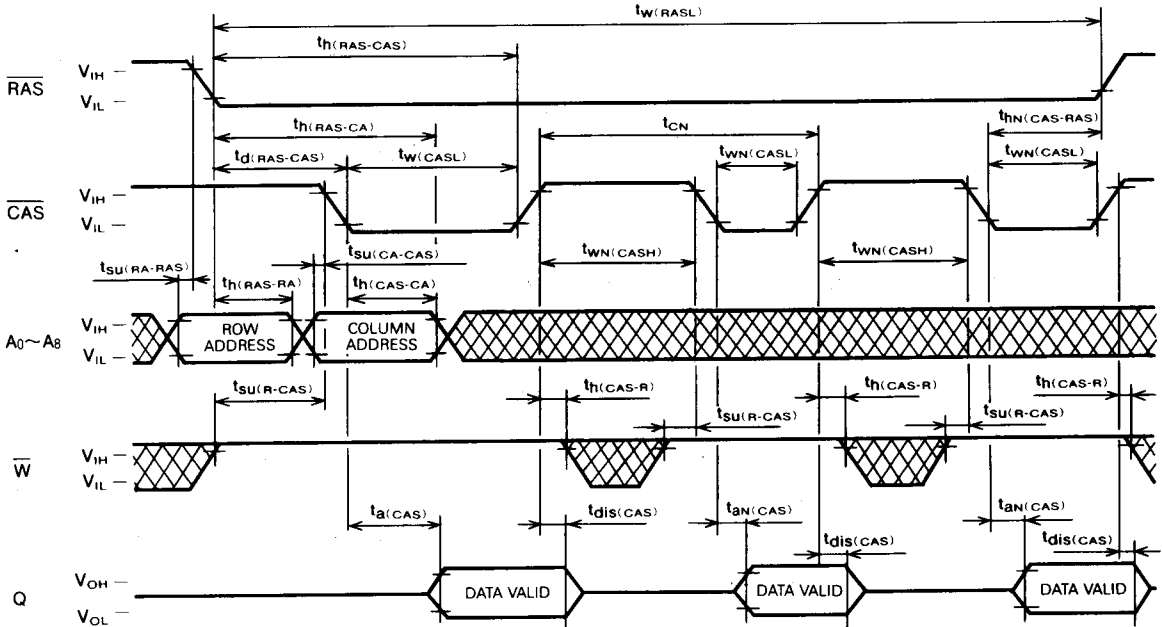 tw(RASL)
th(RAS-CAS)
RAS
VIH
VIL
th(RAS-CA)
tCN
thN(CAS-RAS)
td(RAS-CAS)
tw(CASL)
twN(CASL)
twN(CASL)
CAS
VIH
VIL
tsu(RA-RAS)
tsu(CA-CAS)
twN(CASH)
twN(CASH)
th(RAS-RA)
th(CAS-CA)
A0~A8
VIH
VIL
ROW ADDRESS
COLUMN ADDRESS
tsu(R-CAS)
th(CAS-R)
th(CAS-R)
th(CAS-R)
tsu(R-CAS)
tsu(R-CAS)
W
VIH
VIL
ta(CAS)
tdis(CAS)
taN(CAS)
tdis(CAS)
taN(CAS)
tdis(CAS)
Q
VOH
VOL
DATA VALID
DATA VALID
DATA VALID